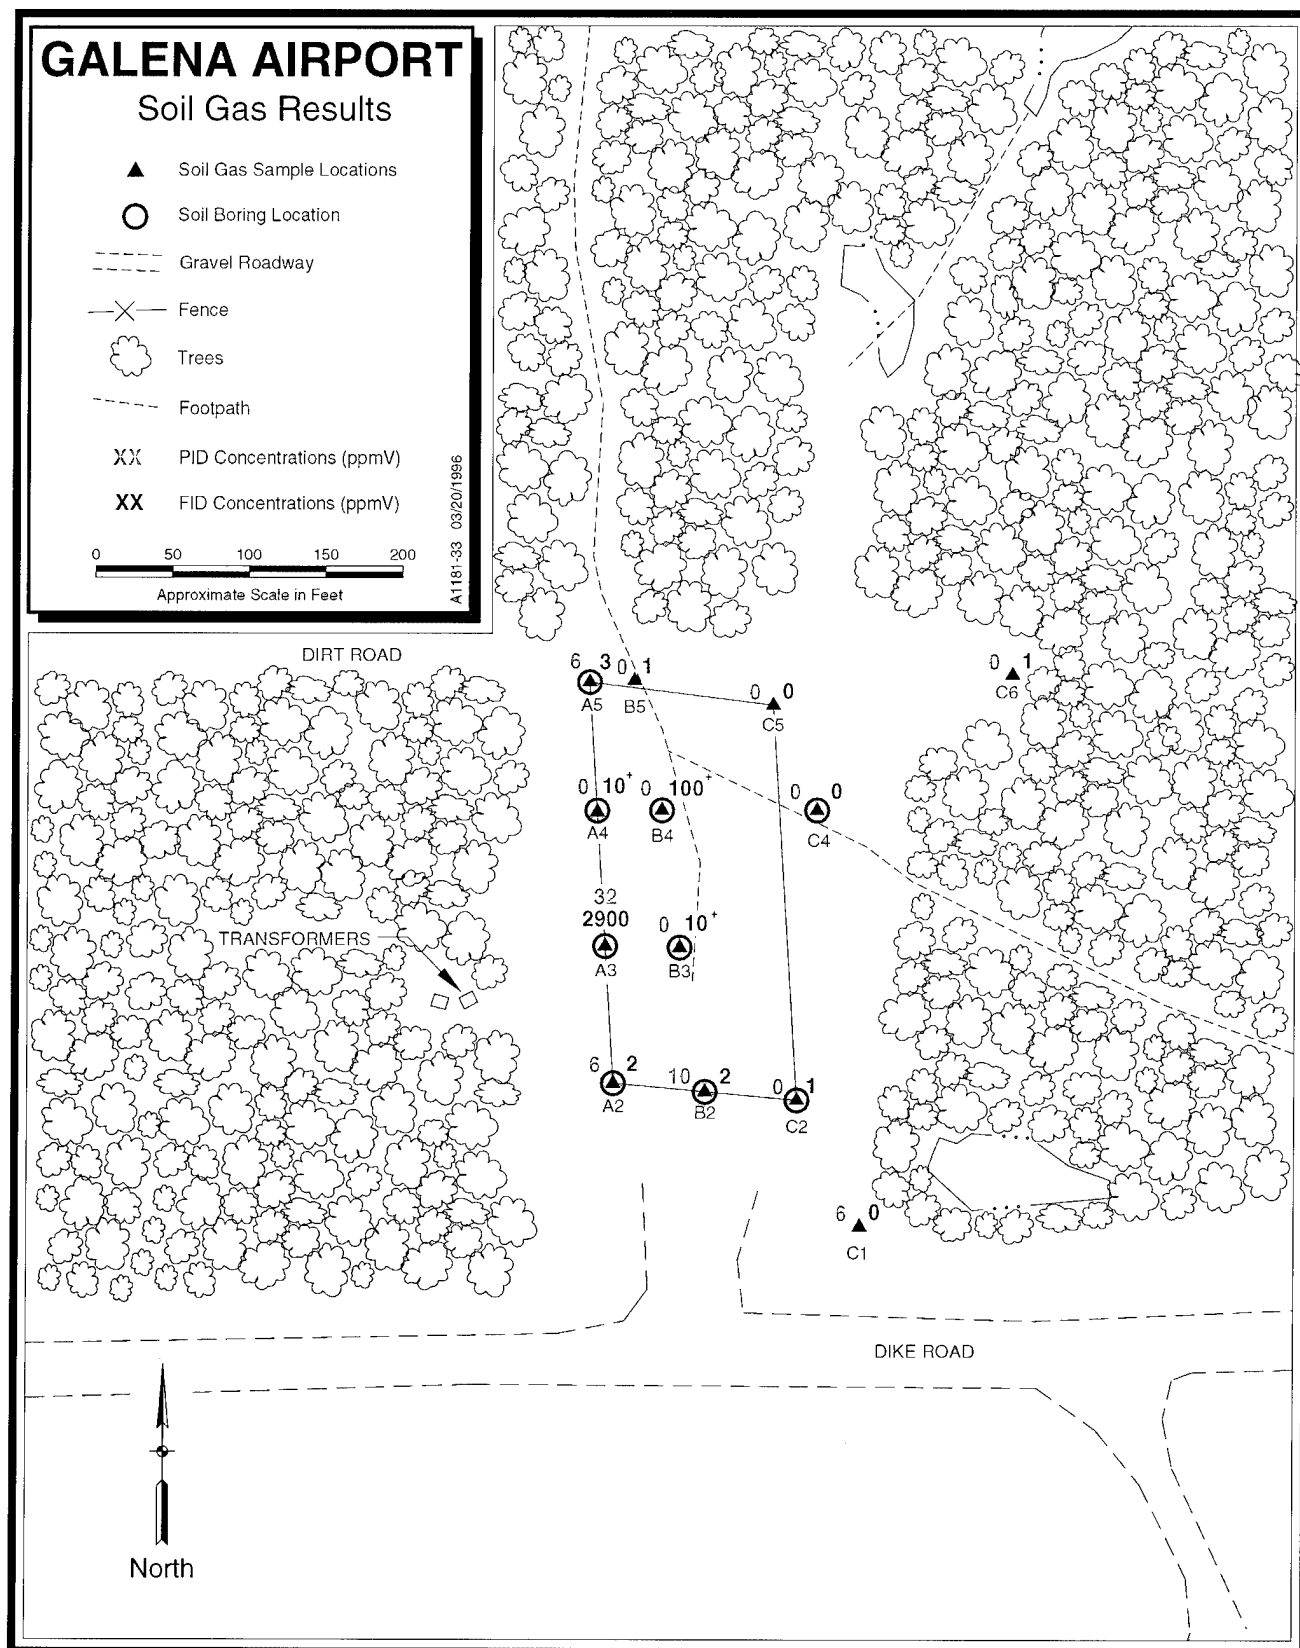 GALENA AIRPORT
Soil Gas Results
Soil Gas Sample Locations
Soil Boring Location
Gravel Roadway
Fence
Trees
Footpath
XX PID Concentrations (ppmV)
XX FID Concentrations (ppmV)
0 50 100 150 200
Approximate Scale in Feet
A1181-33 03/20/1996
DIRT ROAD
6 3
A5
0 1
B5
0 0
C5
0 1
C6
0 10+
A4
0 100+
B4
0 0
C4
32
2900
A3
0 10+
B3
TRANSFORMERS
6 2
A2
10 2
B2
0 1
C2
6 0
C1
DIKE ROAD
North